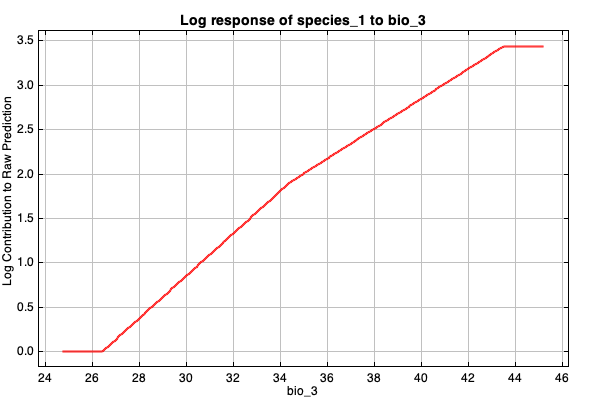 Log response of species_1 to bio_3
Log Contribution to Raw Prediction
3.5
3.0
2.5
2.0
1.5
1.0
0.5
0.0
24 26 28 30 32 34 36 38 40 42 44 46
bio_3